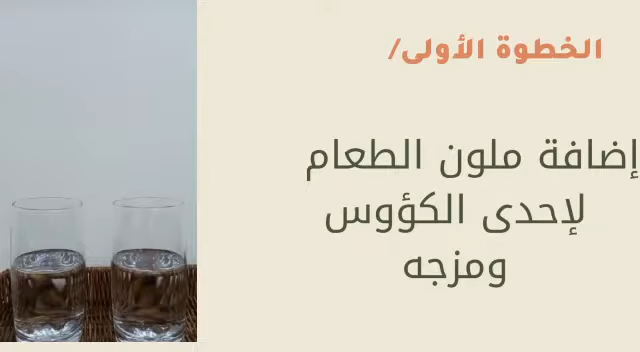 الخطوة الأولى/
إضافة ملون الطعام
لإحدى الكؤوس
ومزجه